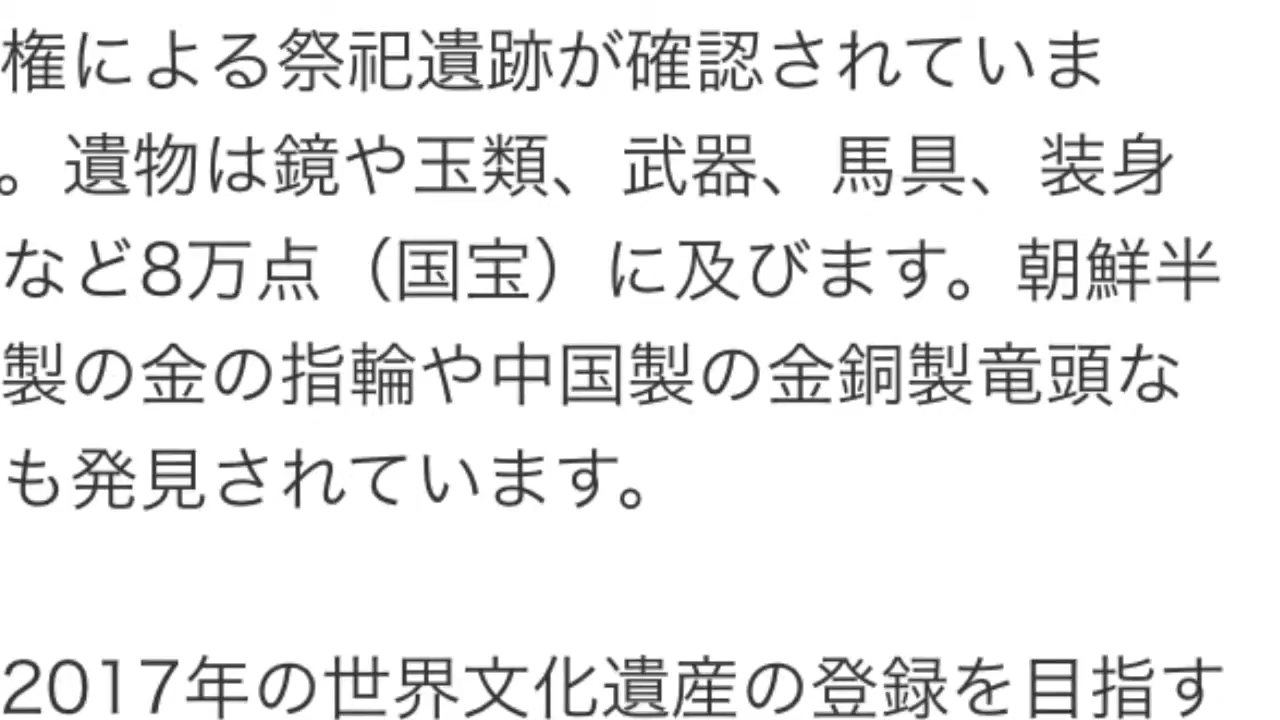 権による祭祀遺跡が確認されていま
。遺物は鏡や玉類、武器、馬具、装身
など8万点（国宝）に及びます。朝鮮半
製の金の指輪や中国製の金銅製竜頭な
も発見されています。
2017年の世界文化遺産の登録を目指す